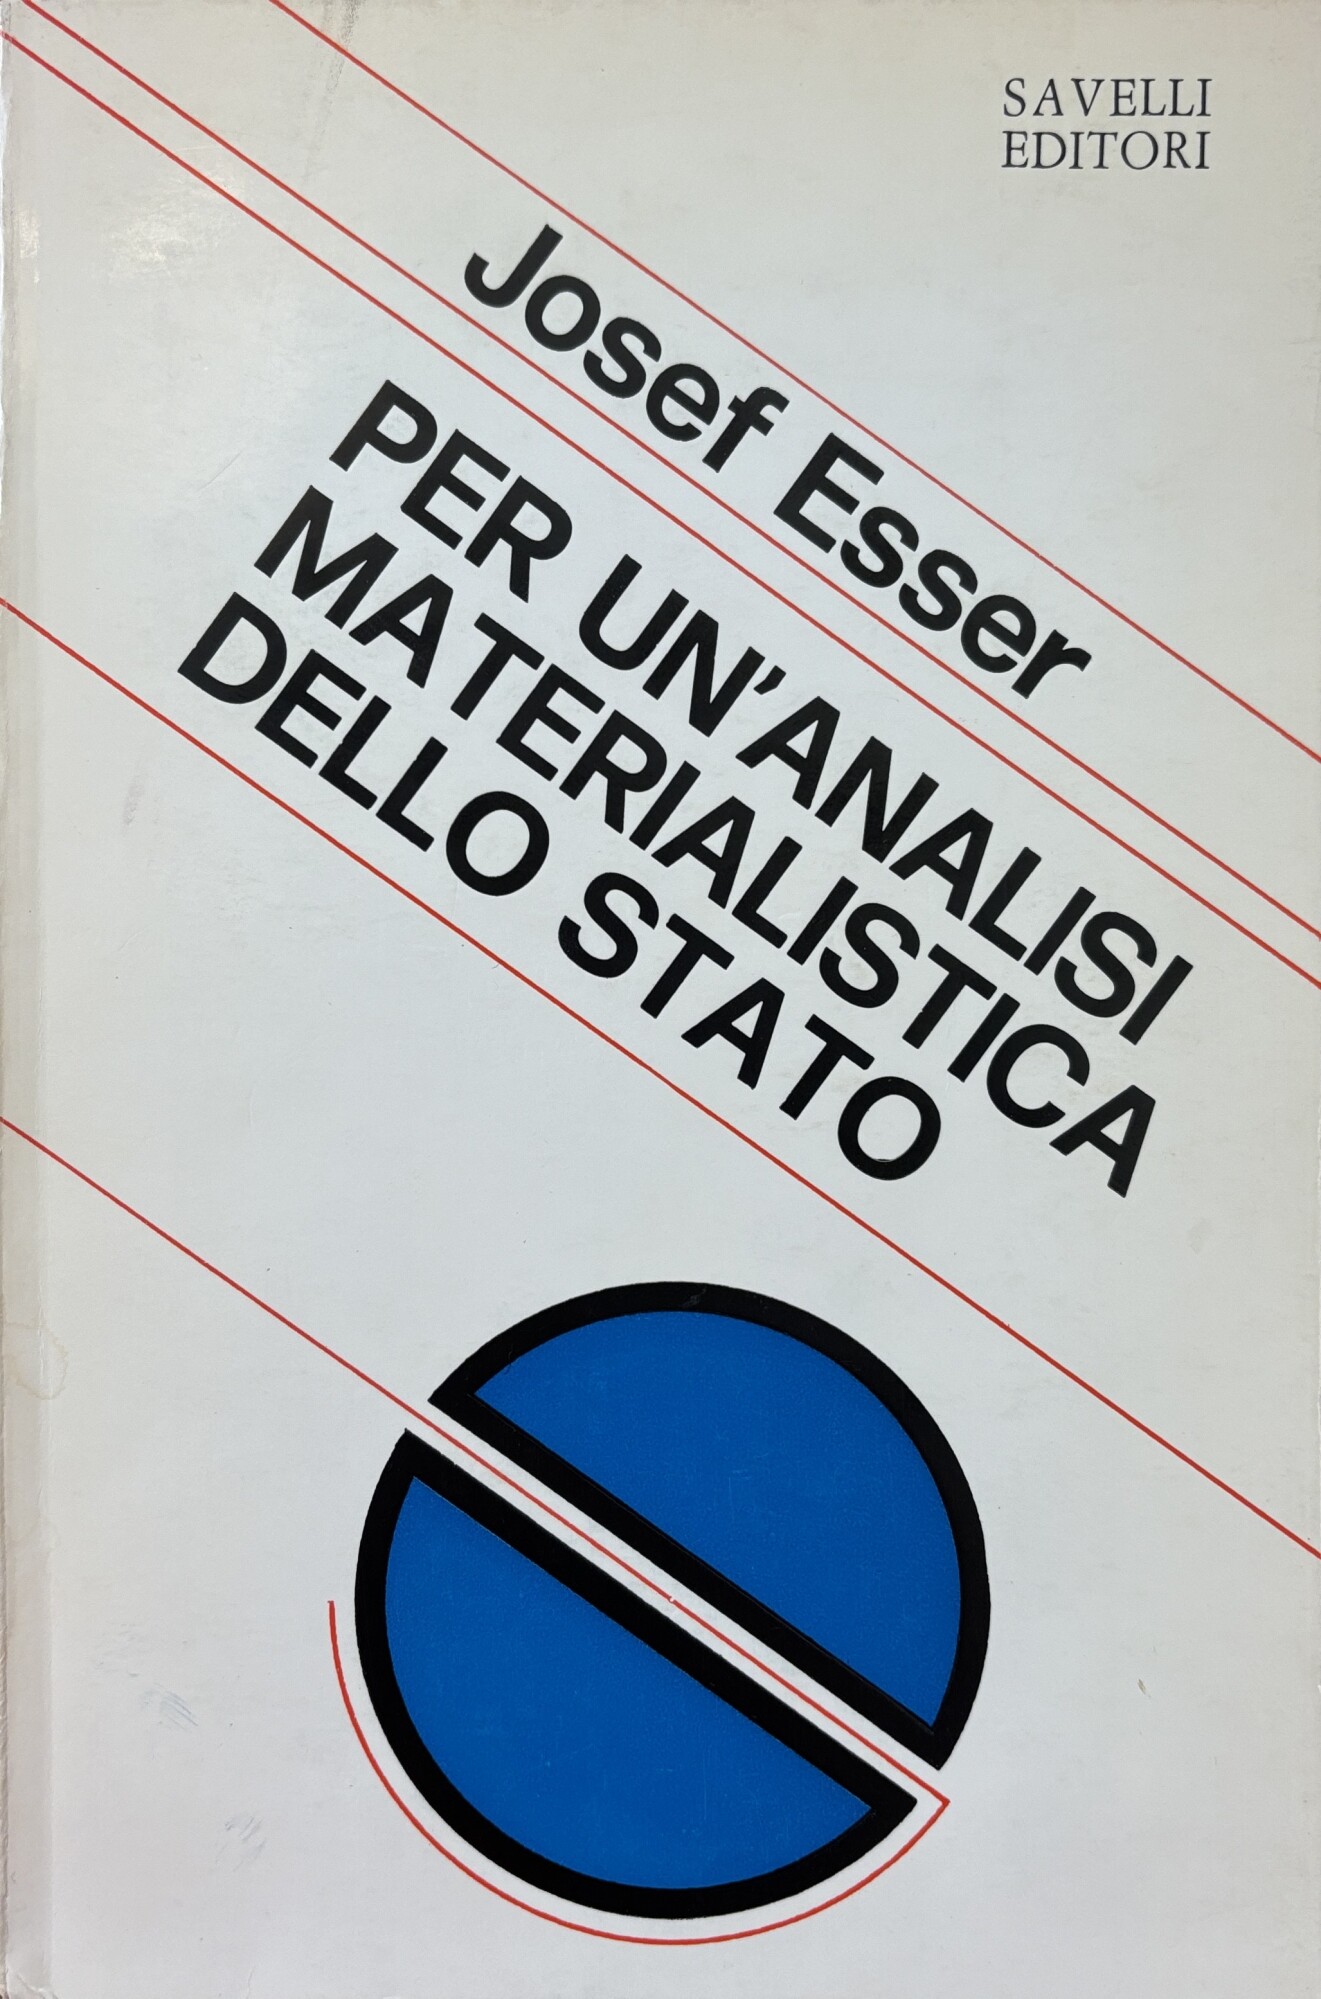 SAVELLI
EDITORI
Josef Esser
PER UN'ANALISI
MATERIALISTICA
DELLO STATO